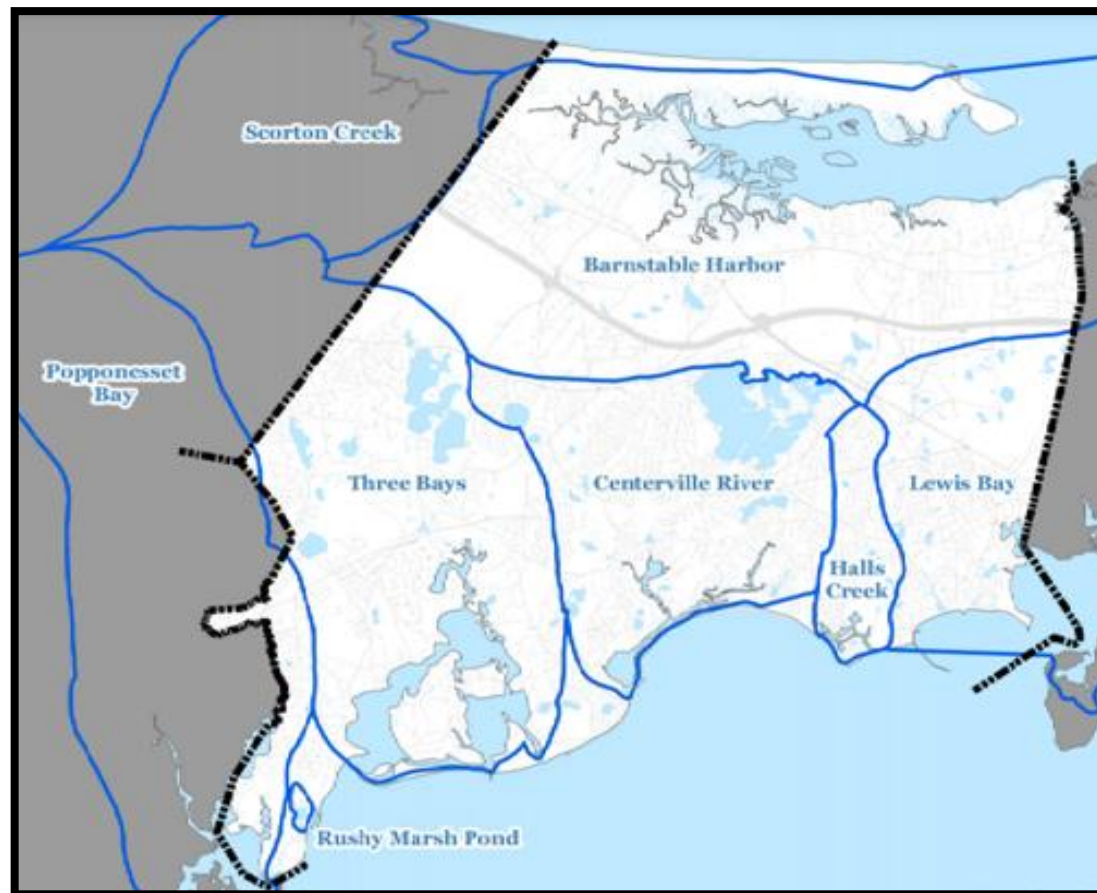 Scorton Creek
Barnstable Harbor
Popponesset
Bay
Three Bays
Centerville River
Lewis Bay
Halls
Creek
Rushy Marsh Pond